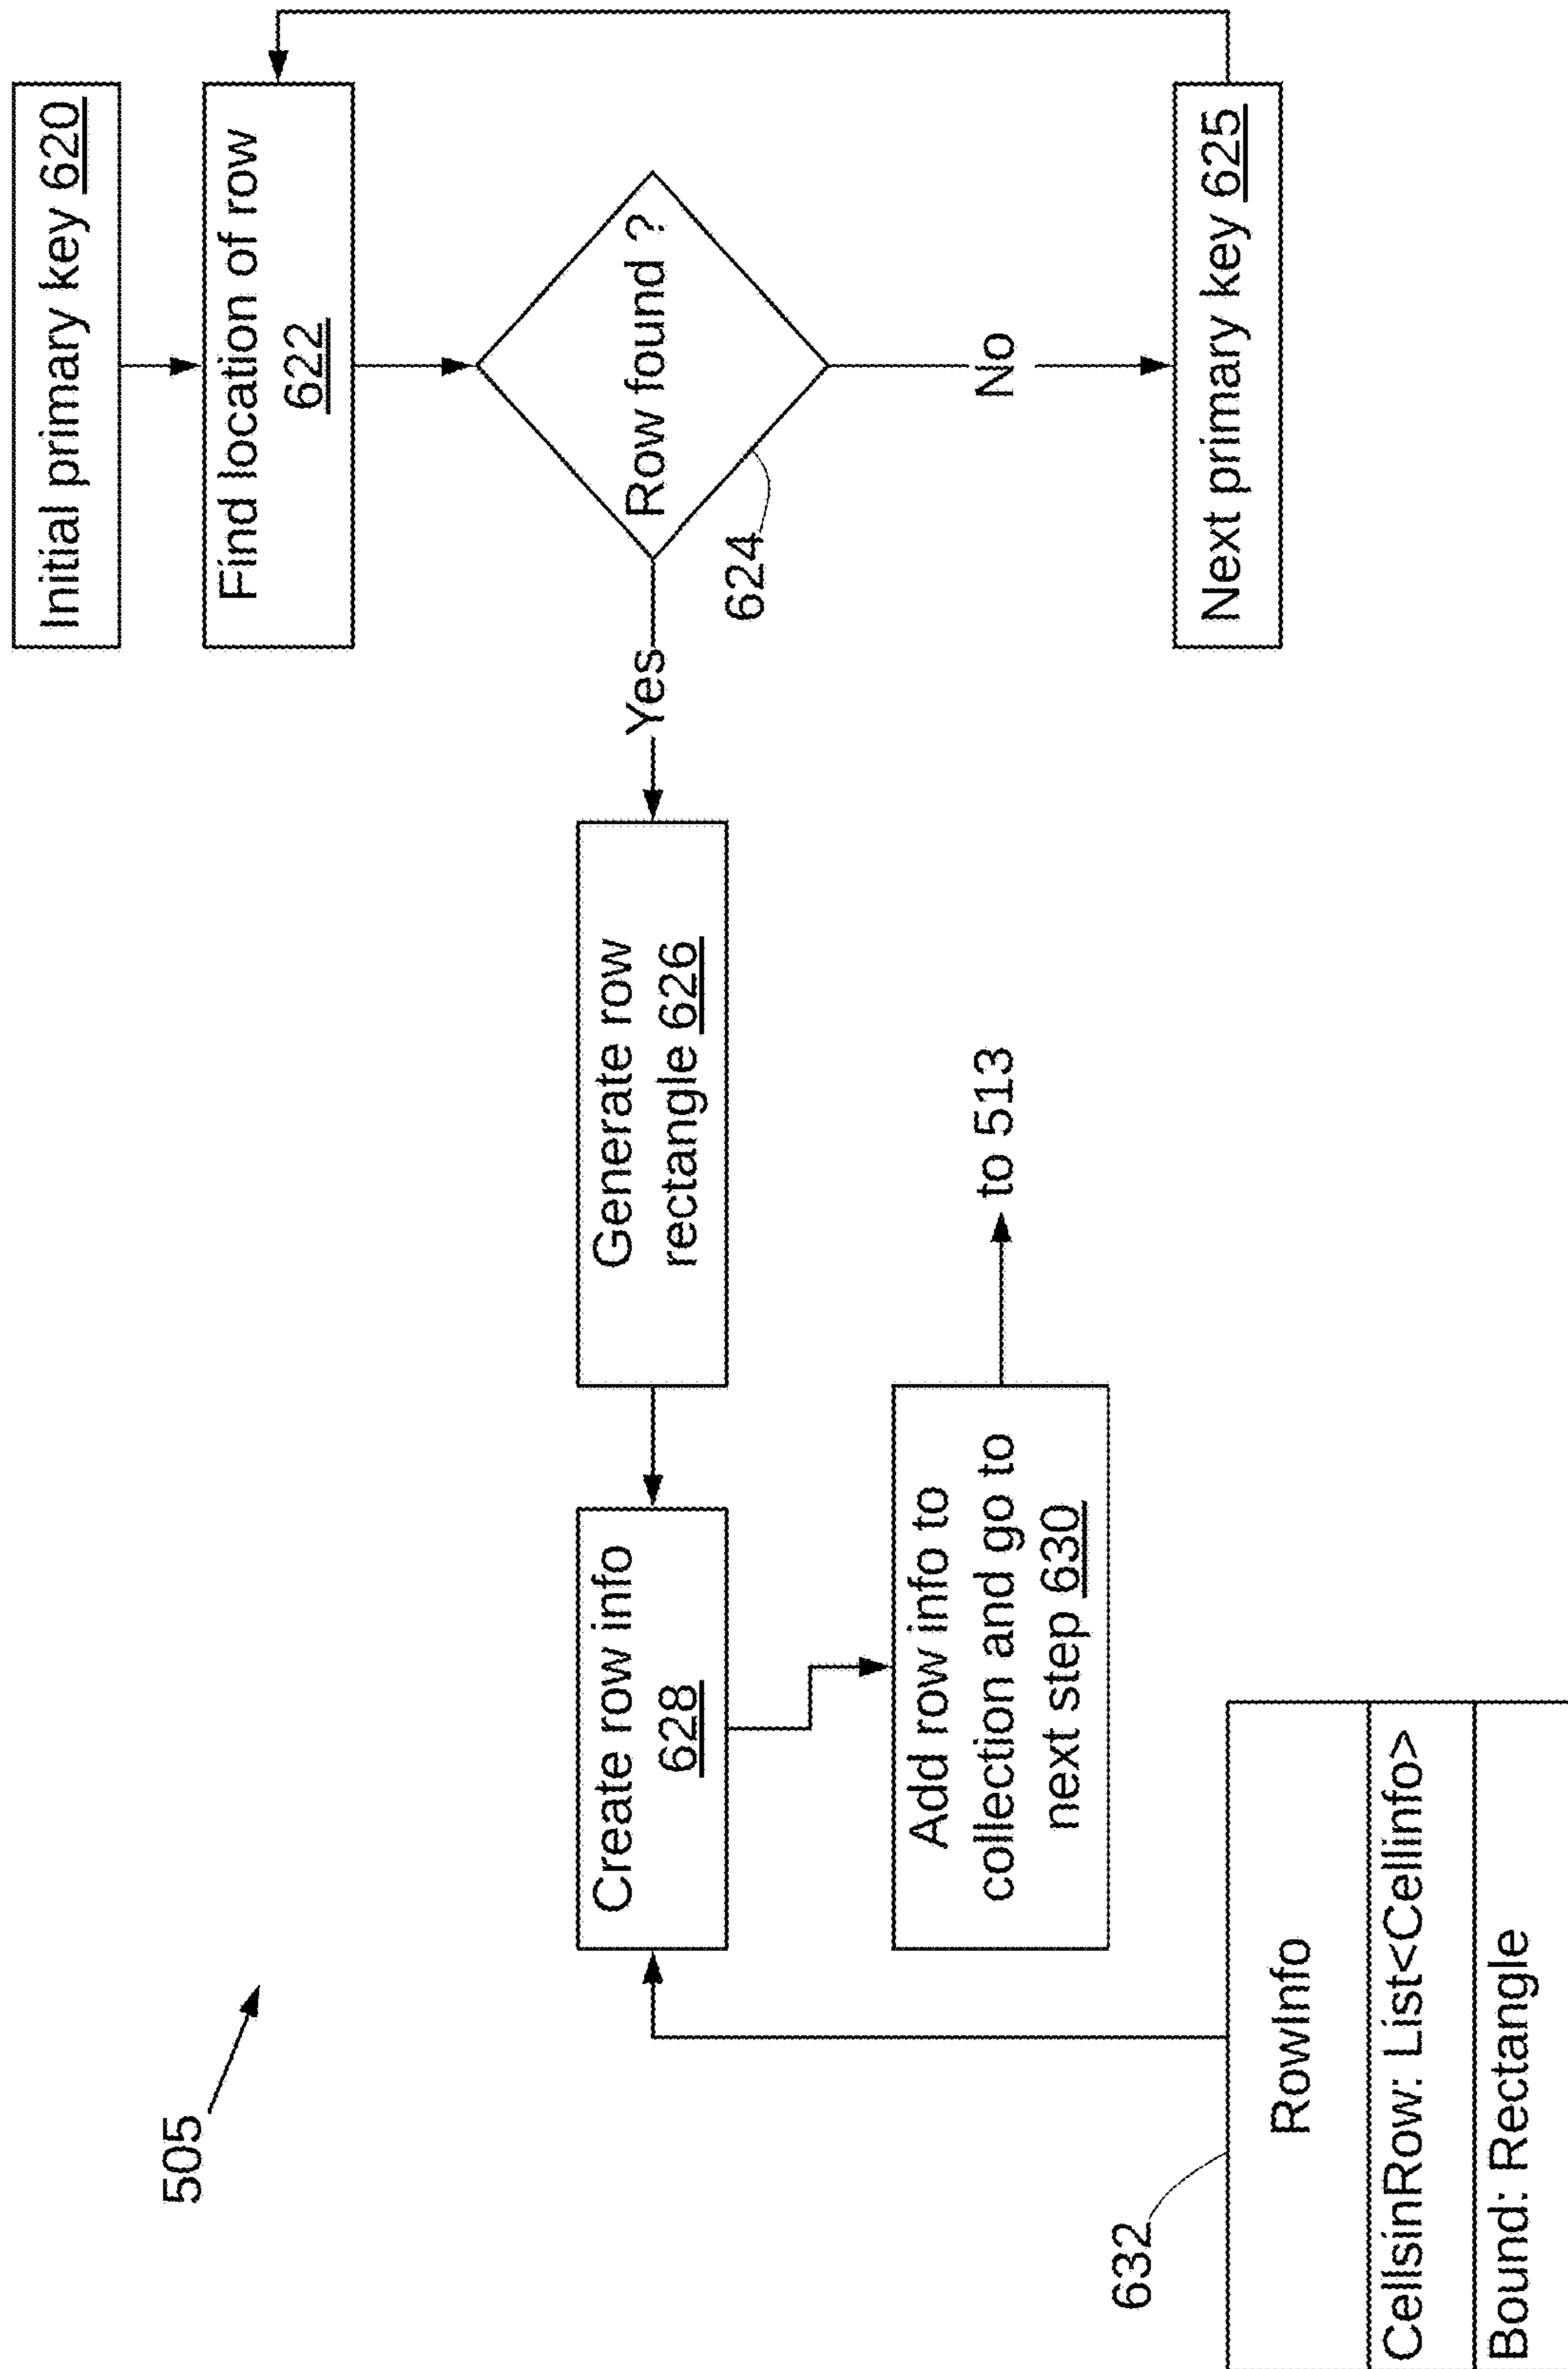 505
Initial primary key 620
Find location of row
622
Row found ?
624
Yes
No
Next primary key 625
Generate row
rectangle 626
Create row info
628
Add row info to
collection and go to
next step 630
to 513
632
RowInfo
CellsinRow: List<Cellinfo>
Bound: Rectangle